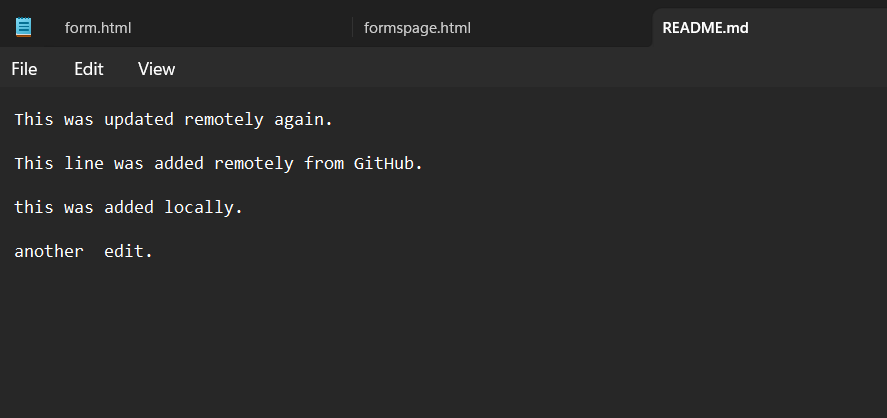 form.html
formspage.html
README.md
File
Edit
View
This was updated remotely again.
This line was added remotely from GitHub.
this was added locally.
another  edit.